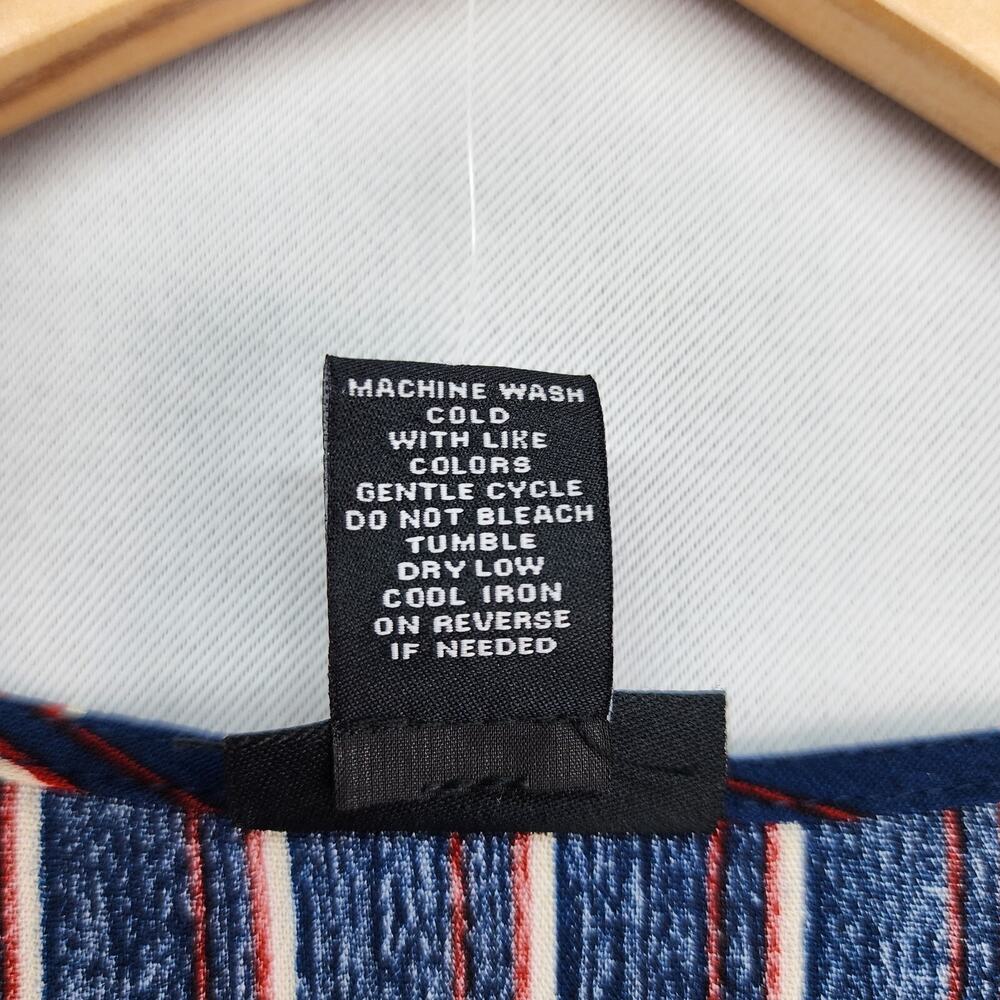 MACHINE WASH
COLD
WITH LIKE
COLORS
GENTLE CYCLE
DO NOT BLEACH
TUMBLE
DRY LOW
COOL IRON
ON REVERSE
IF NEEDED